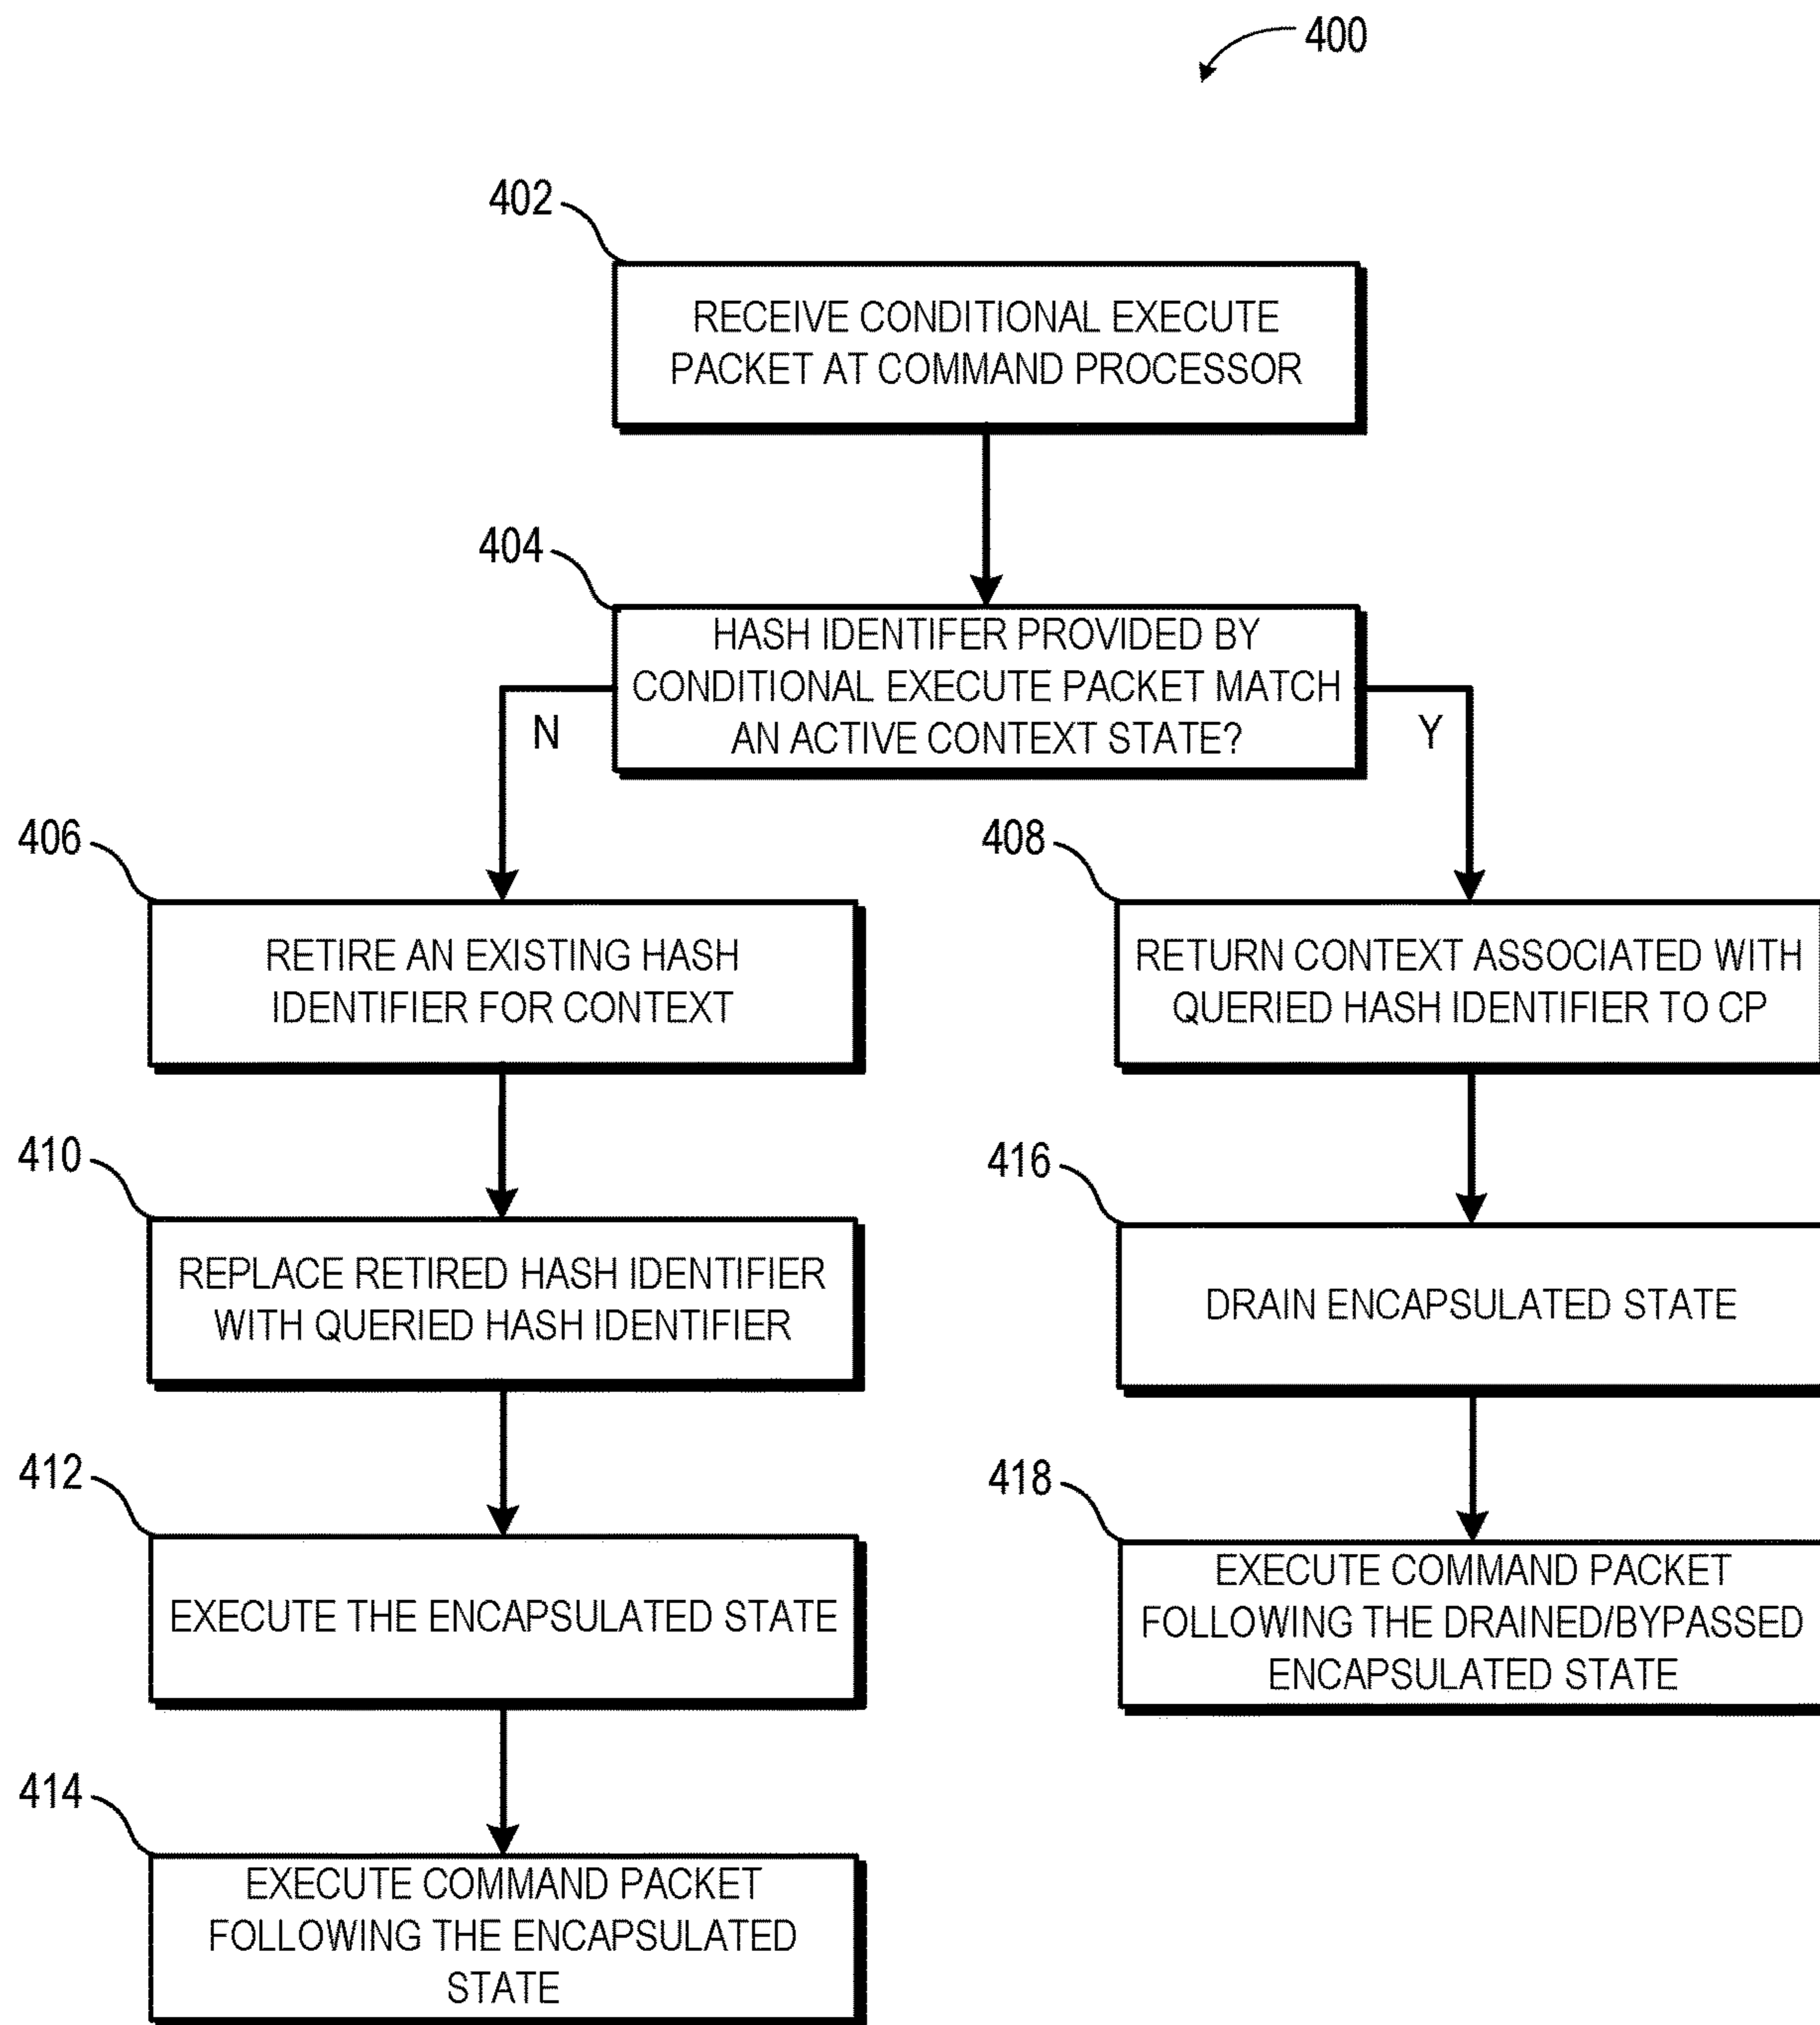 400
402
RECEIVE CONDITIONAL EXECUTE
PACKET AT COMMAND PROCESSOR
404
HASH IDENTIFER PROVIDED BY
CONDITIONAL EXECUTE PACKET MATCH
AN ACTIVE CONTEXT STATE?
N
Y
406
RETIRE AN EXISTING HASH
IDENTIFIER FOR CONTEXT
408
RETURN CONTEXT ASSOCIATED WITH
QUERIED HASH IDENTIFIER TO CP
410
REPLACE RETIRED HASH IDENTIFIER
WITH QUERIED HASH IDENTIFIER
416
DRAIN ENCAPSULATED STATE
412
EXECUTE THE ENCAPSULATED STATE
418
EXECUTE COMMAND PACKET
FOLLOWING THE DRAINED/BYPASSED
ENCAPSULATED STATE
414
EXECUTE COMMAND PACKET
FOLLOWING THE ENCAPSULATED
STATE